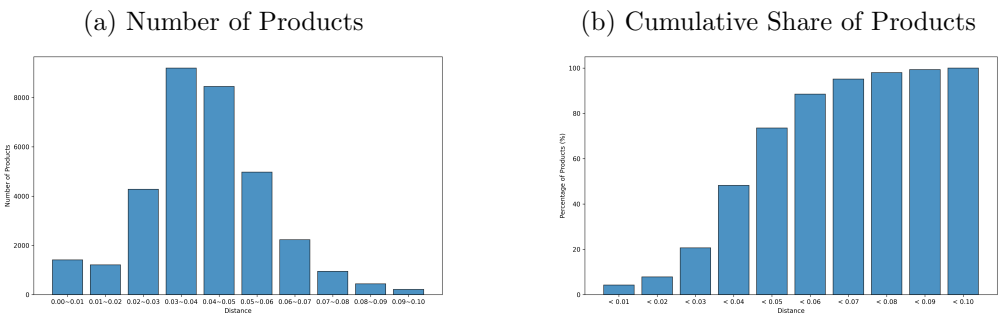 (a) Number of Products
(b) Cumulative Share of Products
8000
6000
4000
2000
0
Number of Products
0.00~0.01 0.01~0.02 0.02~0.03 0.03~0.04 0.04~0.05 0.05~0.06 0.06~0.07 0.07~0.08 0.08~0.09 0.09~0.10
Distance
100
80
60
40
20
0
Percentage of Products (%)
< 0.01 < 0.02 < 0.03 < 0.04 < 0.05 < 0.06 < 0.07 < 0.08 < 0.09 < 0.10
Distance